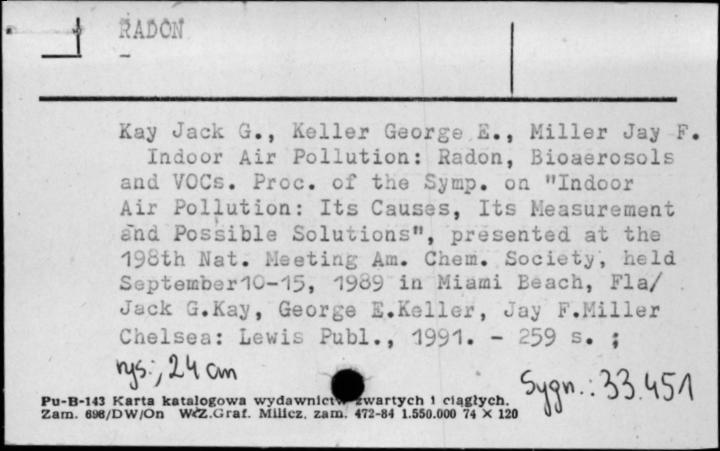 RADON
Kay Jack G., Keller George E., Miller Jay F.
Indoor Air Pollution: Radon, Bioaerosols
and VOCs. Proc. of the Symp. on "Indoor
Air Pollution: Its Causes, Its Measurement
and Possible Solutions", presented at the
198th Nat. Meeting Am. Chem. Society, held
September10-15, 1989 in Miami Beach, Fla/
Jack G.Kay, George E.Keller, Jay F.Miller
Chelsea: Lewis Publ., 1991. - 259 s. ;
rys.; 24 cm
Sygn.: 33.451
Pu-B-143 Karta katalogowa wydawnictw zwartych i ciągłych.
Zam. 698/DW/On WZ.Graf. Milicz, zam. 472-84 1.550.000 74 X 120